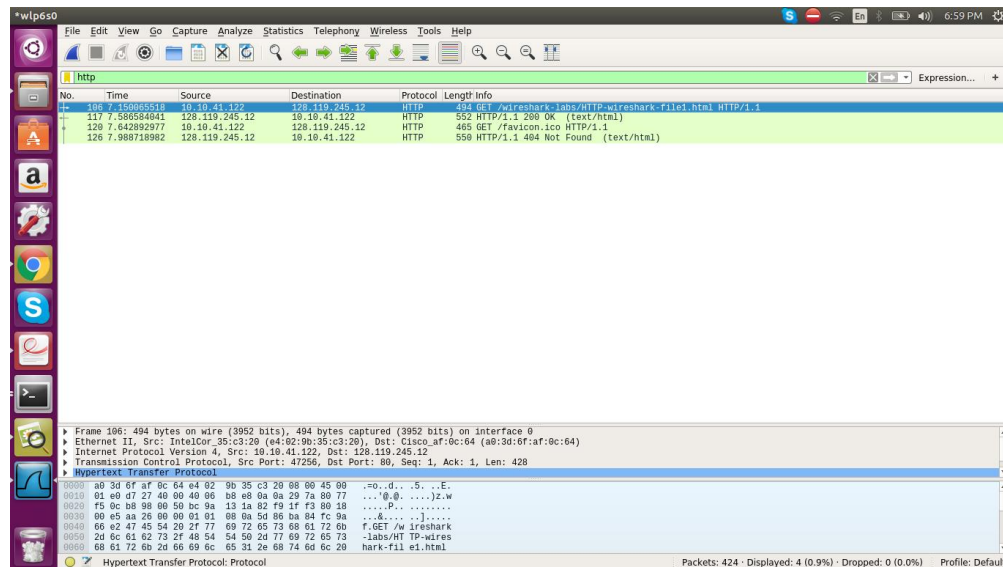 *wlp6s0
En
6:59 PM
File Edit View Go Capture Analyze Statistics Telephony Wireless Tools Help
http
Expression... +
No. Time Source Destination Protocol Length Info
106 7.150065518 10.10.41.122 128.119.245.12 HTTP 494 GET /wireshark-labs/HTTP-wireshark-file1.html HTTP/1.1
117 7.586584041 128.119.245.12 10.10.41.122 HTTP 552 HTTP/1.1 200 OK (text/html)
120 7.642892977 10.10.41.122 128.119.245.12 HTTP 465 GET /favicon.ico HTTP/1.1
126 7.988718982 128.119.245.12 10.10.41.122 HTTP 550 HTTP/1.1 404 Not Found (text/html)
Frame 106: 494 bytes on wire (3952 bits), 494 bytes captured (3952 bits) on interface 0
Ethernet II, Src: IntelCor_35:c3:20 (e4:02:9b:35:c3:20), Dst: Cisco_af:0c:64 (a0:3d:6f:af:0c:64)
Internet Protocol Version 4, Src: 10.10.41.122, Dst: 128.119.245.12
Transmission Control Protocol, Src Port: 47256, Dst Port: 80, Seq: 1, Ack: 1, Len: 428
Hypertext Transfer Protocol
0000 a0 3d 6f af 0c 64 e4 02 9b 35 c3 20 08 00 45 00 .=o..d.. .5. ..E.
0010 01 e0 d7 27 40 00 40 06 b8 e8 0a 0a 29 7a 80 77 ...'@.@. ....)z.w
0020 f5 0c b8 98 00 50 bc 9a 13 1a 82 f9 1f f3 80 18 .....P.. ........
0030 00 e5 aa 26 00 00 01 01 08 0a 5d 86 ba 84 fc 9a ...&.... ..].....
0040 66 e2 47 45 54 20 2f 77 69 72 65 73 68 61 72 6b f.GET /w ireshark
0050 2d 6c 61 62 73 2f 48 54 54 50 2d 77 69 72 65 73 -labs/HT TP-wires
0060 68 61 72 6b 2d 66 69 6c 65 31 2e 68 74 6d 6c 20 hark-fil e1.html
Hypertext Transfer Protocol: Protocol
Packets: 424 · Displayed: 4 (0.9%) · Dropped: 0 (0.0%)
Profile: Defaul